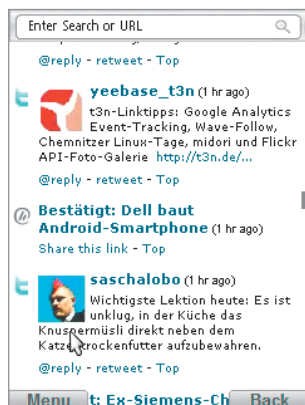 Enter Search or URL
@reply - retweet - Top
yeebase_t3n (1 hr ago)
t3n-Linktipps: Google Analytics
Event-Tracking, Wave-Follow,
Chemnitzer Linux-Tage, midori und Flickr
API-Foto-Galerie http://t3n.de/...
@reply - retweet - Top
Bestätigt: Dell baut
Android-Smartphone (1 hr ago)
Share this link - Top
saschalobo (1 hr ago)
Wichtigste Lektion heute: Es ist
unklug, in der Küche das
Knuspermüsli direkt neben dem
Katzentrockenfutter aufzubewahren.
@reply - retweet - Top
Menu t: Ex-Siemens-Ch Back